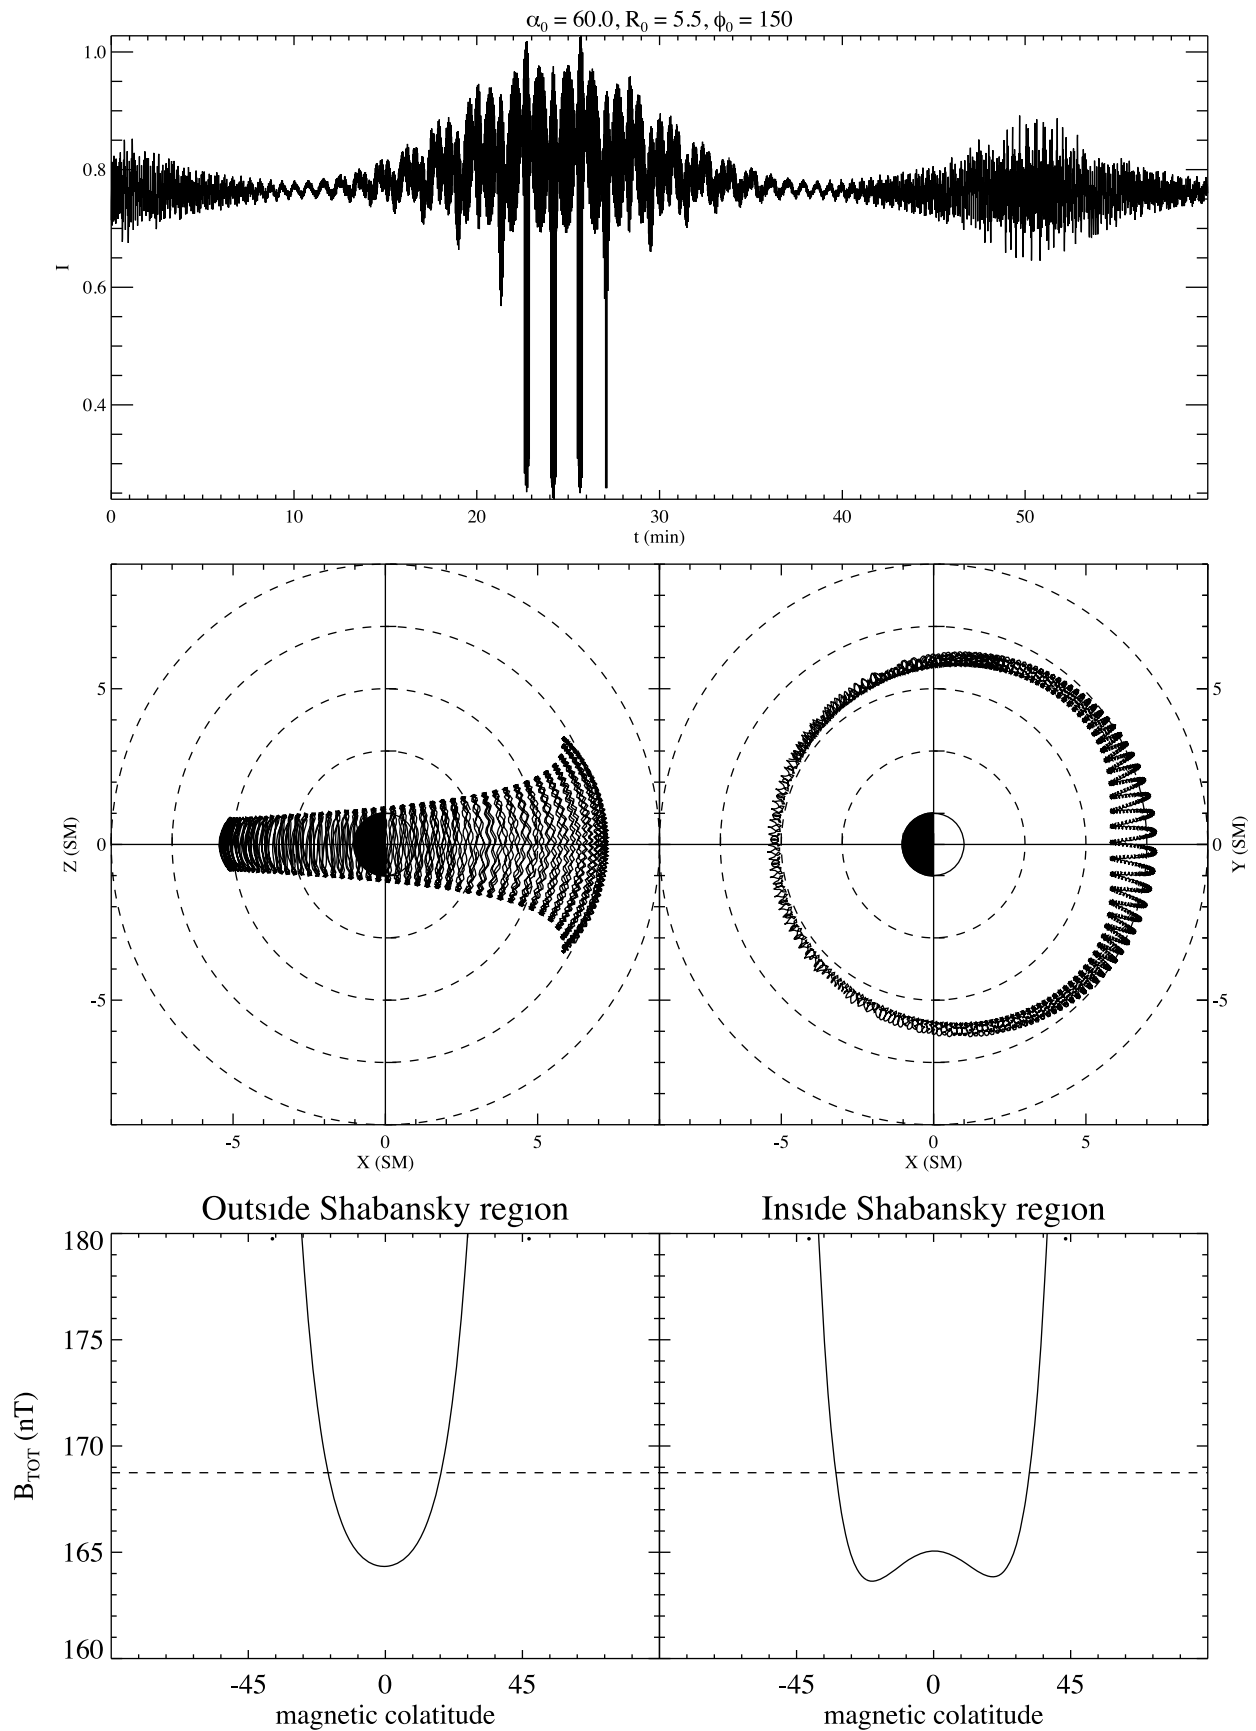 α₀ = 60.0, R₀ = 5.5, ϕ₀ = 150
1.0
0.8
0.6
0.4
I
0 10 20 30 40 50
t (min)
5
0
-5
Z (SM)
-5 0 5
X (SM)
-5 0 5
X (SM)
5
0
-5
Y (SM)
Outside Shabansky region
Inside Shabansky region
180
175
170
165
160
B_TOT (nT)
-45 0 45
magnetic colatitude
-45 0 45
magnetic colatitude